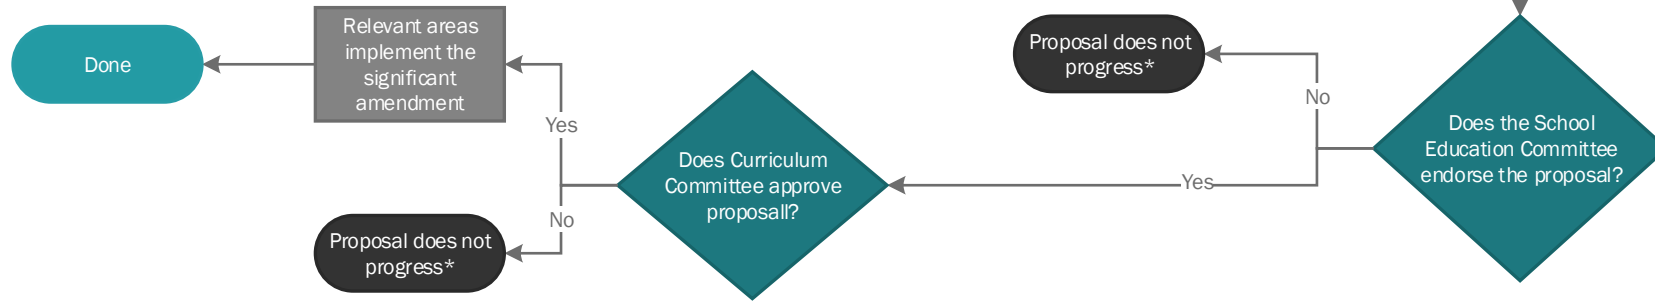 Done
Relevant areas
implement the
significant
amendment
Yes
No
Proposal does not
progress*
Does Curriculum
Committee approve
proposall?
Yes
Proposal does not
progress*
No
Does the School
Education Committee
endorse the proposal?